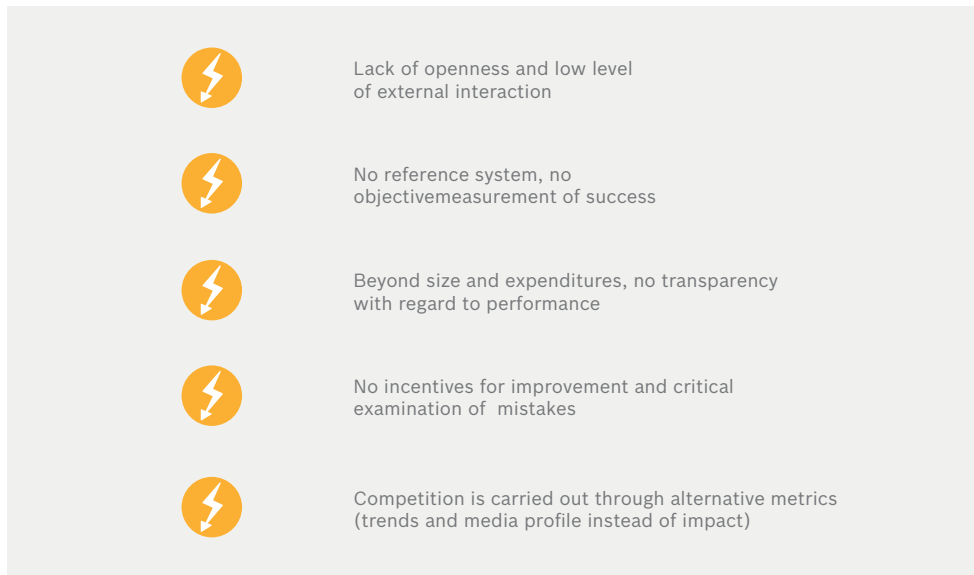 Lack of openness and low level
of external interaction
No reference system, no
objectivemeasurement of success
Beyond size and expenditures, no transparency
with regard to performance
No incentives for improvement and critical
examination of  mistakes
Competition is carried out through alternative metrics
(trends and media profile instead of impact)